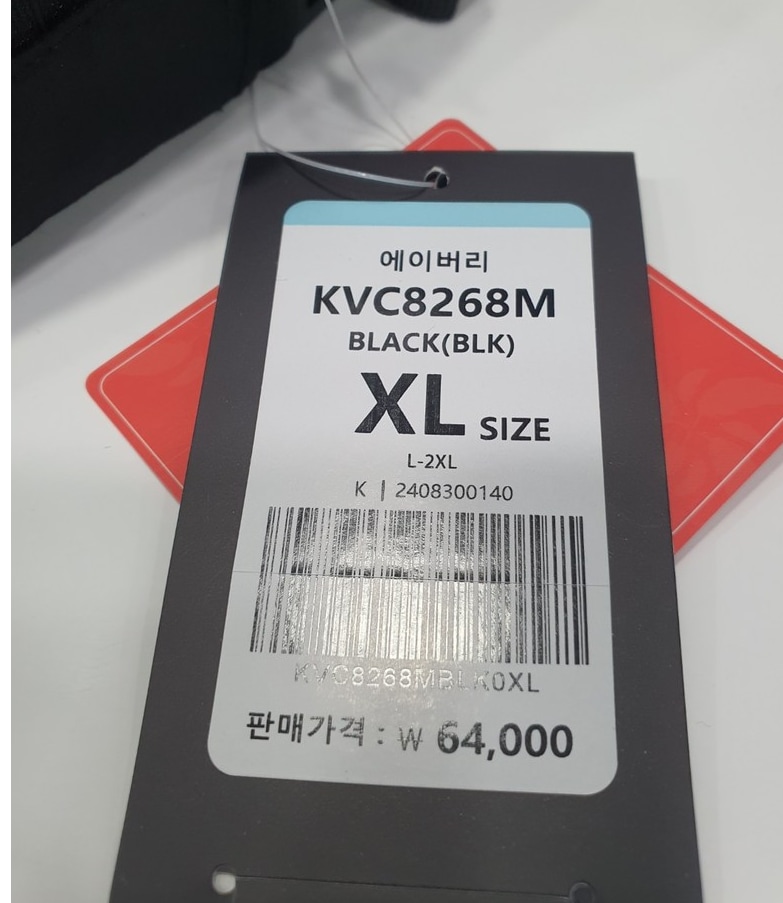 에이버리
KVC8268M
BLACK(BLK)
XL SIZE
L-2XL
K | 2408300140
KVC8268MBLK0XL
판매가격 : ₩ 64,000